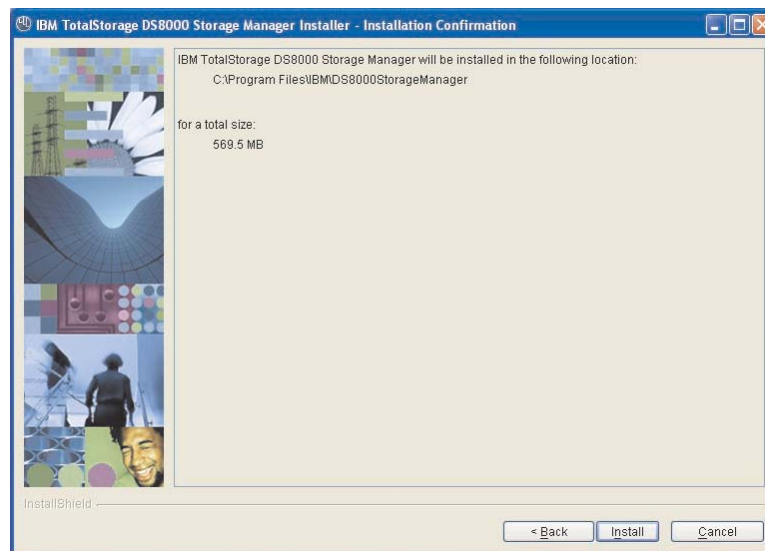 IBM TotalStorage DS8000 Storage Manager Installer - Installation Confirmation
IBM TotalStorage DS8000 Storage Manager will be installed in the following location:
C:\Program Files\IBM\DS8000StorageManager
for a total size:
569.5 MB
InstallShield
< Back
Install
Cancel